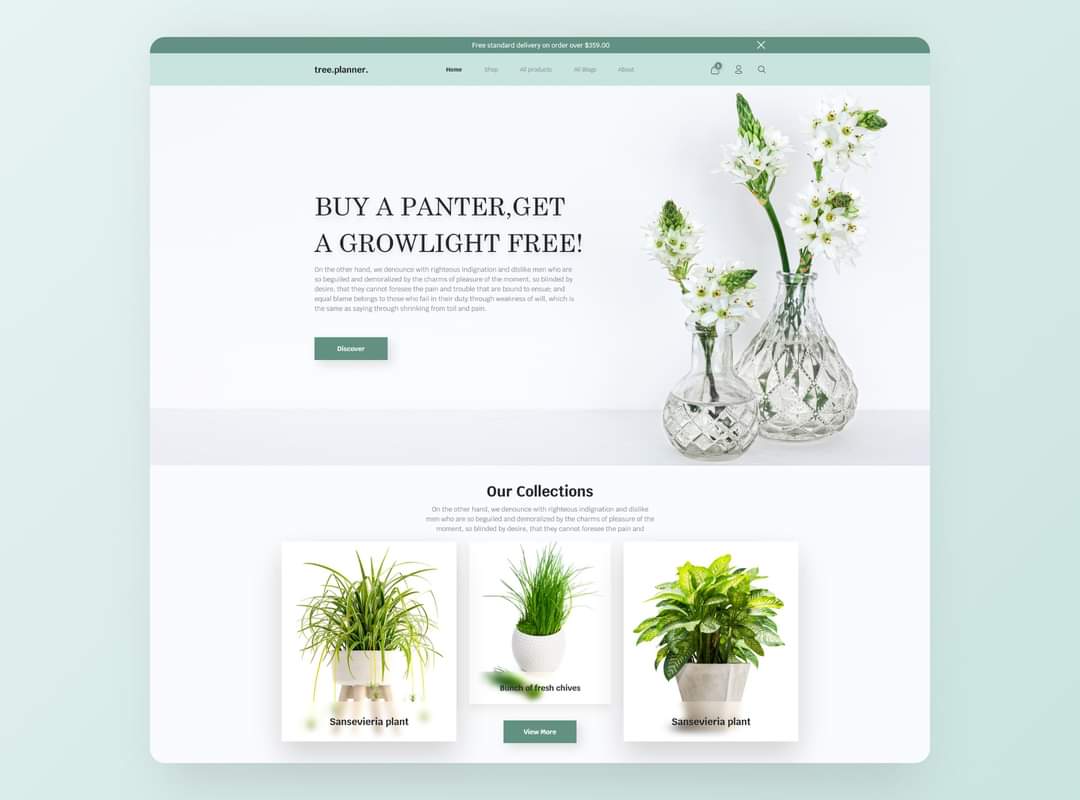 Free standard delivery on order over $359.00
tree.planner.
Home Shop All products All Blogs About
BUY A PANTER,GET
A GROWLIGHT FREE!
On the other hand, we denounce with righteous indignation and dislike men who are
so beguiled and demoralized by the charms of pleasure of the moment, so blinded by
desire, that they cannot foresee the pain and trouble that are bound to ensue; and
equal blame belongs to those who fail in their duty through weakness of will, which is
the same as saying through shrinking from toil and pain.
Discover
Our Collections
On the other hand, we denounce with righteous indignation and dislike
men who are so beguiled and demoralized by the charms of pleasure of the
moment, so blinded by desire, that they cannot foresee the pain and
Sansevieria plant
Bunch of fresh chives
Sansevieria plant
View More